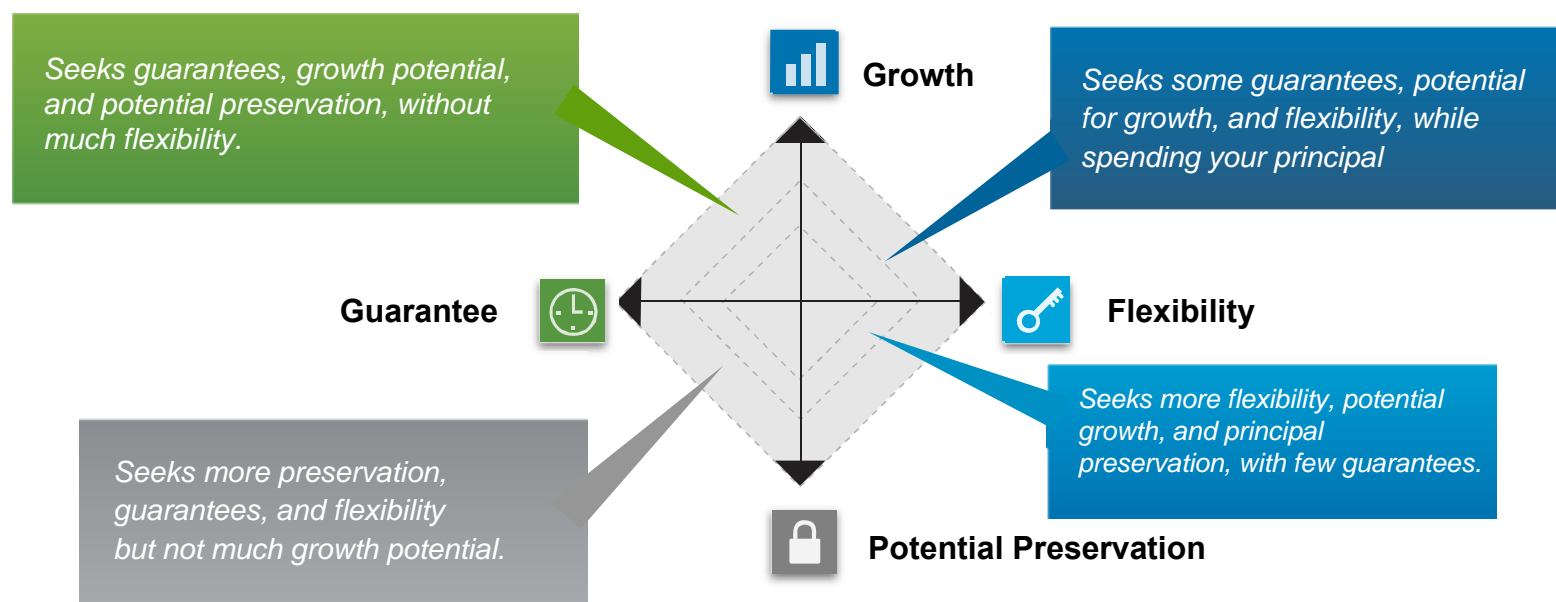 Seeks guarantees, growth potential,
and potential preservation, without
much flexibility.
Growth
Seeks some guarantees, potential
for growth, and flexibility, while
spending your principal
Guarantee
Flexibility
Seeks more preservation,
guarantees, and flexibility
but not much growth potential.
Seeks more flexibility, potential
growth, and principal
preservation, with few guarantees.
Potential Preservation